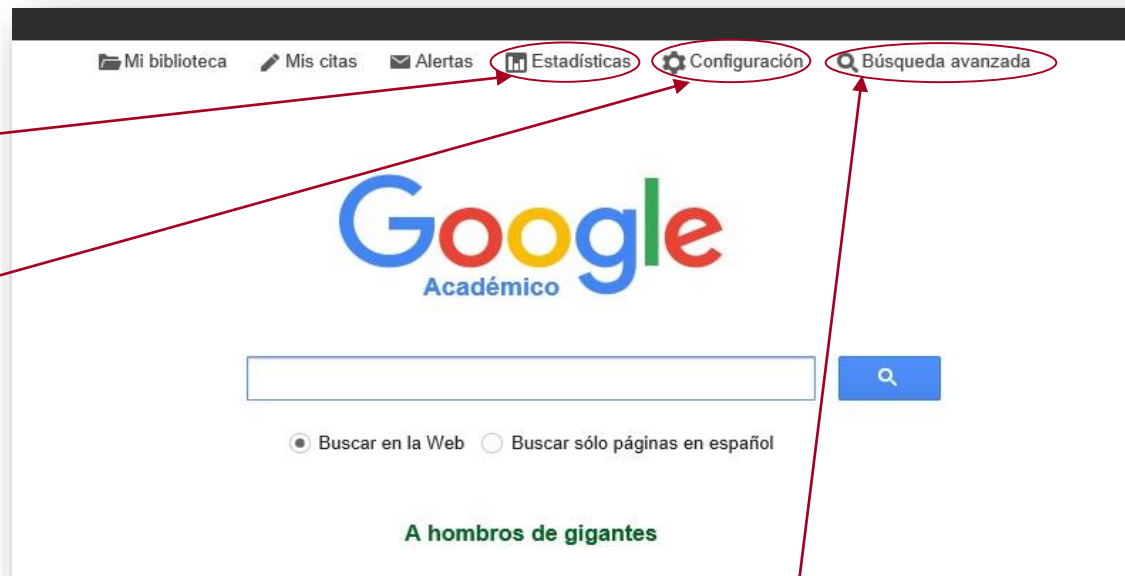 Mi biblioteca Mis citas Alertas Estadísticas Configuración Búsqueda avanzada
Google
Académico
Buscar en la Web Buscar sólo páginas en español
A hombros de gigantes